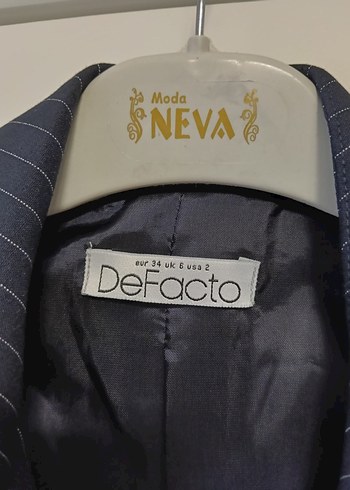 Moda
NEVA
eur 34 uk 6 usa 2
DeFacto